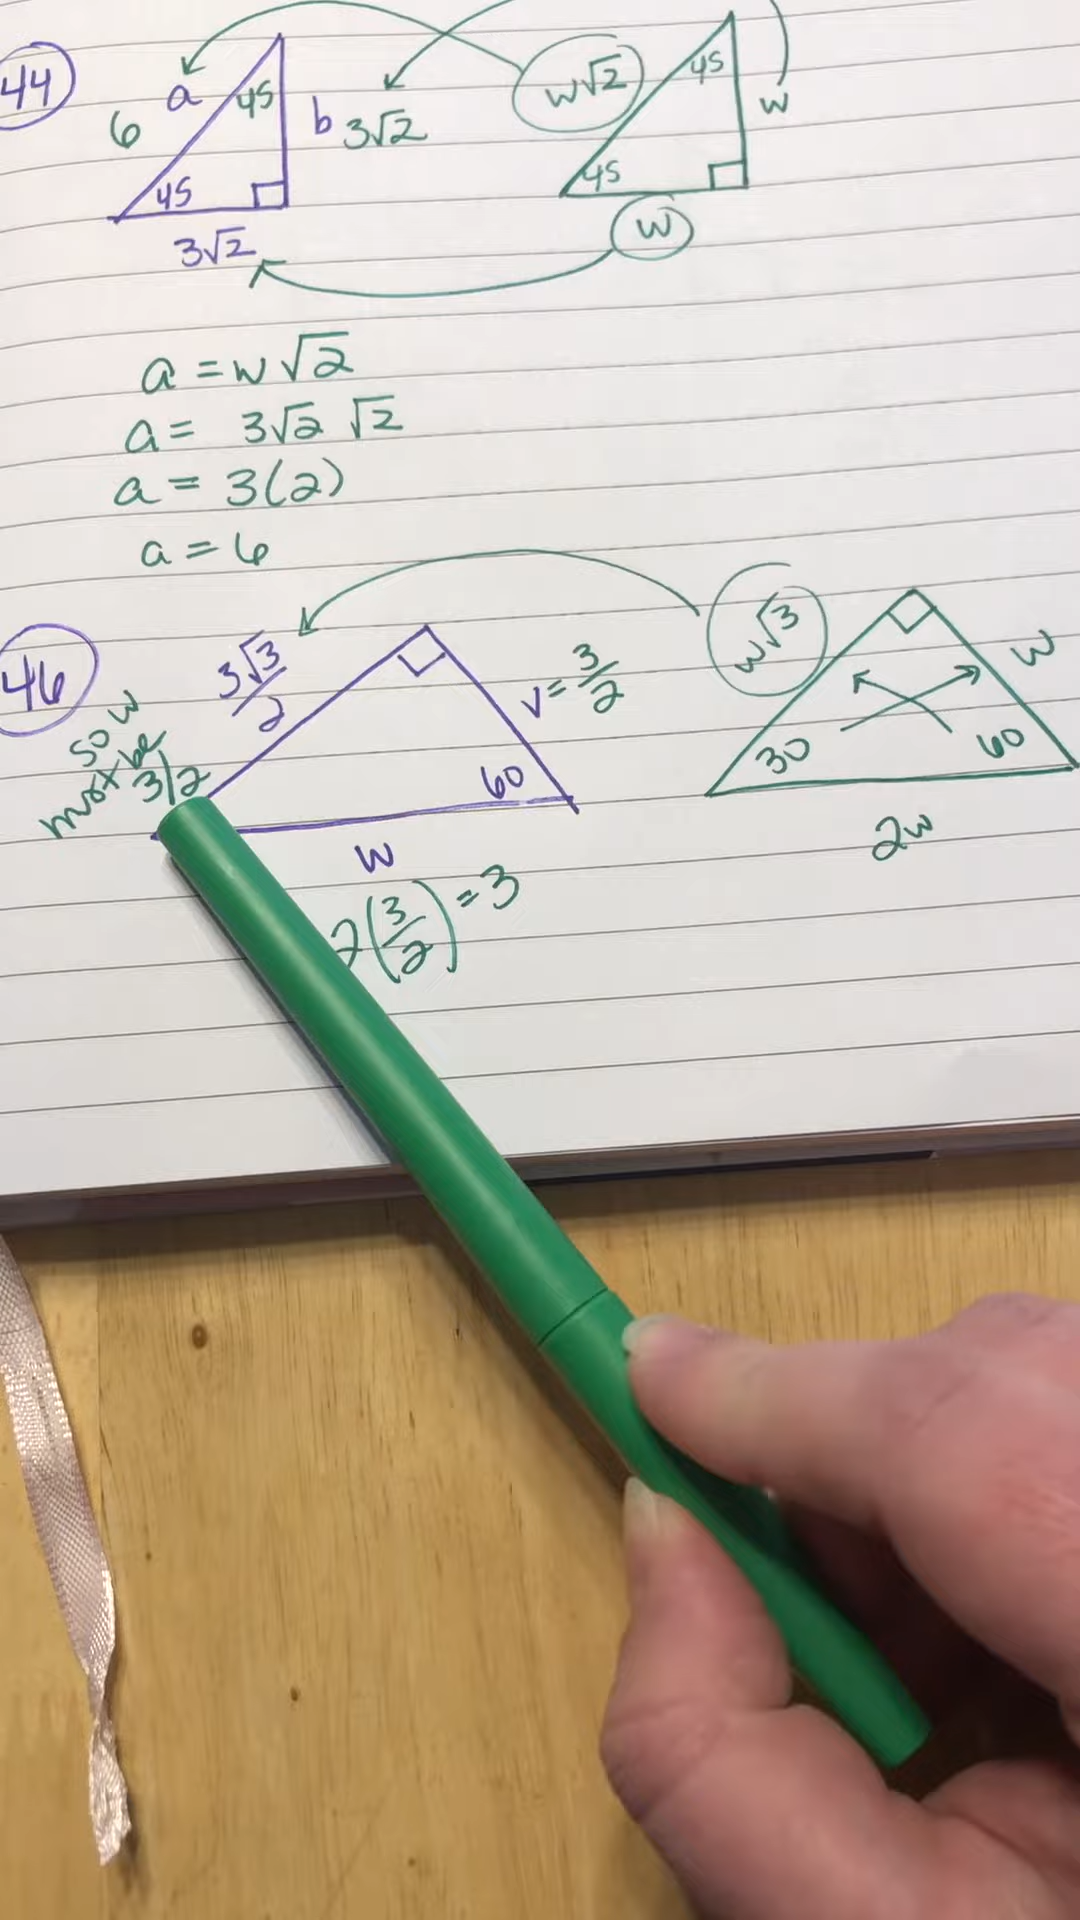 44
a
6
45
45
b
3√2
3√2
w√2
45
45
w
w
a = w√2
a = 3√2 √2
a = 3(2)
a = 6
46
so w
must be
3/2
3√3/2
v = 3/2
60
w
2(3/2) = 3
w√3
w
30
60
2w